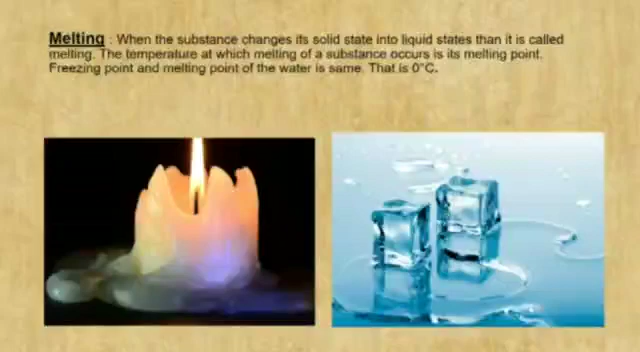 Melting : When the substance changes its solid state into liquid states than it is called
melting. The temperature at which melting of a substance occurs is its melting point.
Freezing point and melting point of the water is same. That is 0°C.